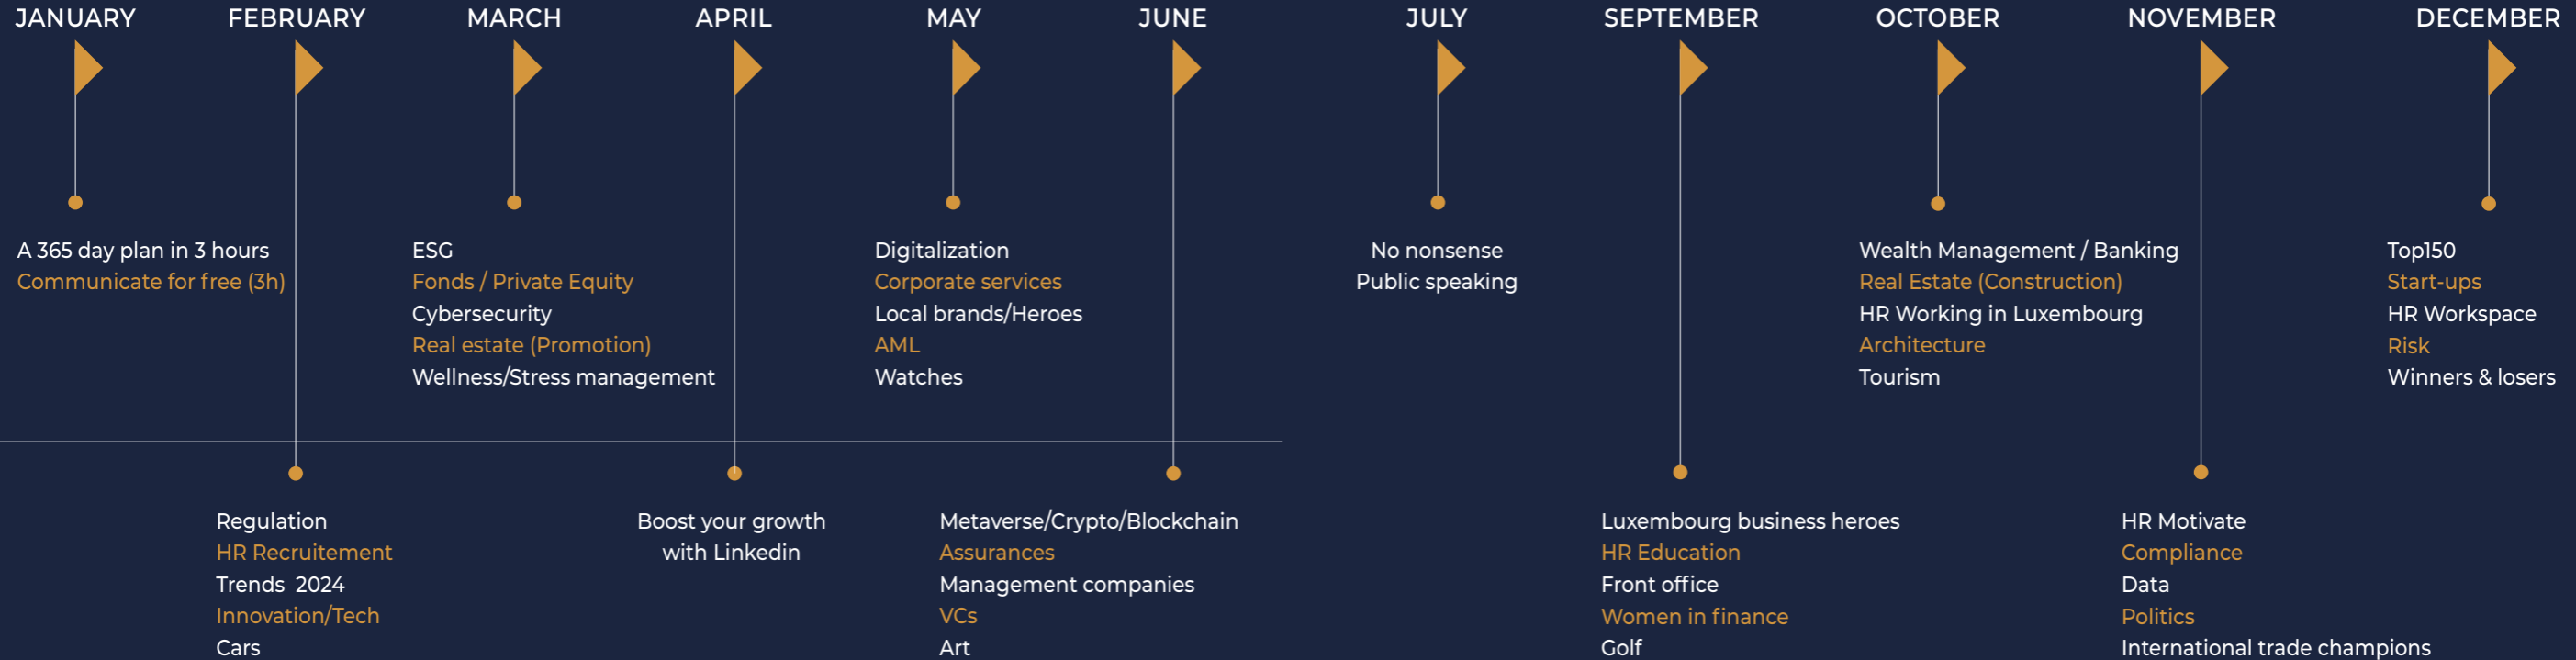 JANUARY
FEBRUARY
MARCH
APRIL
MAY
JUNE
JULY
SEPTEMBER
OCTOBER
NOVEMBER
DECEMBER
A 365 day plan in 3 hours
Communicate for free (3h)
ESG
Fonds / Private Equity
Cybersecurity
Real estate (Promotion)
Wellness/Stress management
Digitalization
Corporate services
Local brands/Heroes
AML
Watches
No nonsense
Public speaking
Wealth Management / Banking
Real Estate (Construction)
HR Working in Luxembourg
Architecture
Tourism
Top150
Start-ups
HR Workspace
Risk
Winners & losers
Regulation
HR Recruitement
Trends  2024
Innovation/Tech
Cars
Boost your growth
with Linkedin
Metaverse/Crypto/Blockchain
Assurances
Management companies
VCs
Art
Luxembourg business heroes
HR Education
Front office
Women in finance
Golf
HR Motivate
Compliance
Data
Politics
International trade champions